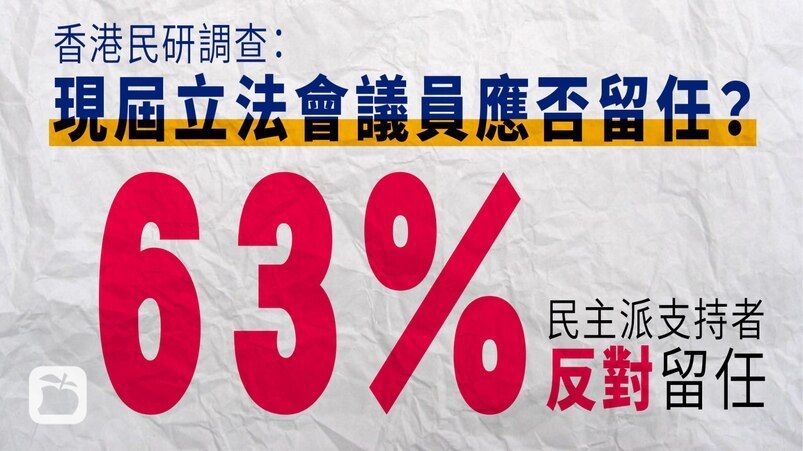 香港民研調查：
現屆立法會議員應否留任？
63%
民主派支持者
反對留任